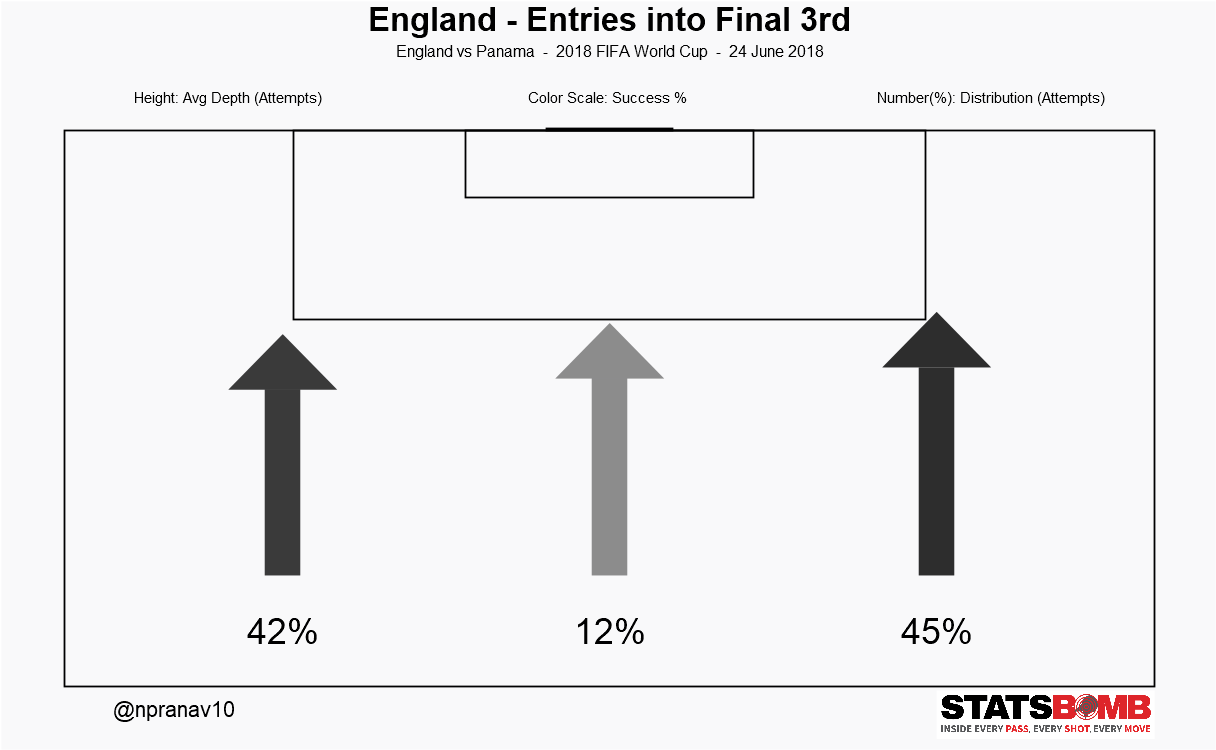 England - Entries into Final 3rd
England vs Panama - 2018 FIFA World Cup - 24 June 2018
Height: Avg Depth (Attempts)
Color Scale: Success %
Number(%): Distribution (Attempts)
42%
12%
45%
@npranav10
STATSBOMB
INSIDE EVERY PASS, EVERY SHOT, EVERY MOVE